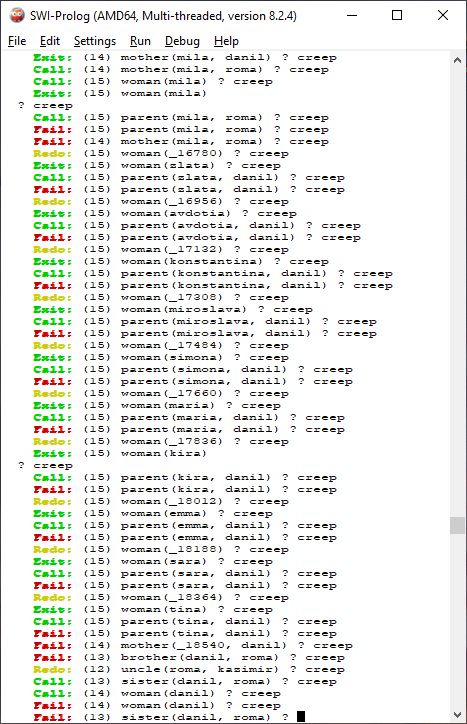 SWI-Prolog (AMD64, Multi-threaded, version 8.2.4)
File Edit Settings Run Debug Help
Exit: (14) mother(mila, danil) ? creep
Call: (14) mother(mila, roma) ? creep
Call: (15) woman(mila) ? creep
Exit: (15) woman(mila)
? creep
Call: (15) parent(mila, roma) ? creep
Fail: (15) parent(mila, roma) ? creep
Fail: (14) mother(mila, roma) ? creep
Redo: (15) woman(_16780) ? creep
Exit: (15) woman(zlata) ? creep
Call: (15) parent(zlata, danil) ? creep
Fail: (15) parent(zlata, danil) ? creep
Redo: (15) woman(_16956) ? creep
Exit: (15) woman(avdotia) ? creep
Call: (15) parent(avdotia, danil) ? creep
Fail: (15) parent(avdotia, danil) ? creep
Redo: (15) woman(_17132) ? creep
Exit: (15) woman(konstantina) ? creep
Call: (15) parent(konstantina, danil) ? creep
Fail: (15) parent(konstantina, danil) ? creep
Redo: (15) woman(_17308) ? creep
Exit: (15) woman(miroslava) ? creep
Call: (15) parent(miroslava, danil) ? creep
Fail: (15) parent(miroslava, danil) ? creep
Redo: (15) woman(_17484) ? creep
Exit: (15) woman(simona) ? creep
Call: (15) parent(simona, danil) ? creep
Fail: (15) parent(simona, danil) ? creep
Redo: (15) woman(_17660) ? creep
Exit: (15) woman(maria) ? creep
Call: (15) parent(maria, danil) ? creep
Fail: (15) parent(maria, danil) ? creep
Redo: (15) woman(_17836) ? creep
Exit: (15) woman(kira)
? creep
Call: (15) parent(kira, danil) ? creep
Fail: (15) parent(kira, danil) ? creep
Redo: (15) woman(_18012) ? creep
Exit: (15) woman(emma) ? creep
Call: (15) parent(emma, danil) ? creep
Fail: (15) parent(emma, danil) ? creep
Redo: (15) woman(_18188) ? creep
Exit: (15) woman(sara) ? creep
Call: (15) parent(sara, danil) ? creep
Fail: (15) parent(sara, danil) ? creep
Redo: (15) woman(_18364) ? creep
Exit: (15) woman(tina) ? creep
Call: (15) parent(tina, danil) ? creep
Fail: (15) parent(tina, danil) ? creep
Fail: (14) mother(_18540, danil) ? creep
Fail: (13) brother(danil, roma) ? creep
Redo: (12) uncle(roma, kazimir) ? creep
Call: (13) sister(danil, roma) ? creep
Call: (14) woman(danil) ? creep
Fail: (14) woman(danil) ? creep
Fail: (13) sister(danil, roma) ?